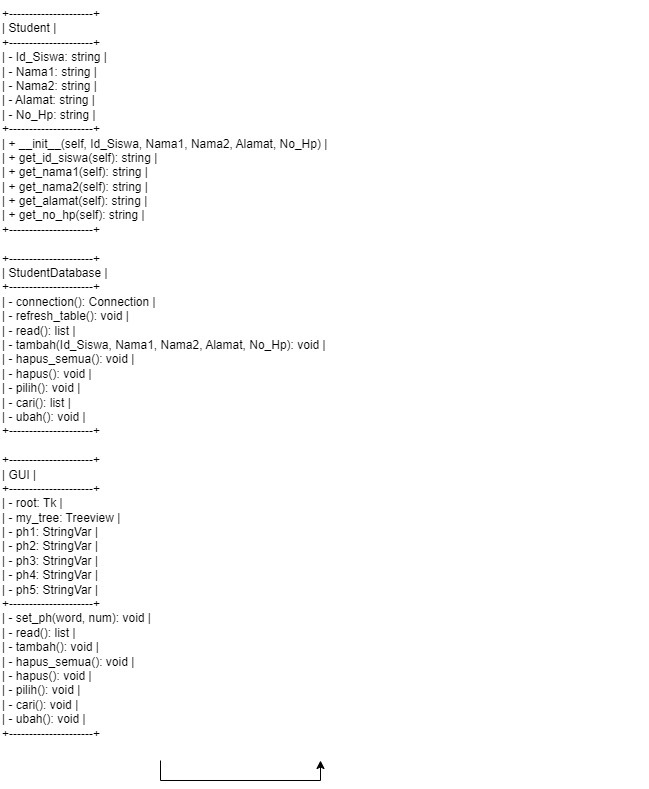 +---------------------+
| Student |
+---------------------+
| - Id_Siswa: string |
| - Nama1: string |
| - Nama2: string |
| - Alamat: string |
| - No_Hp: string |
+---------------------+
| + __init__(self, Id_Siswa, Nama1, Nama2, Alamat, No_Hp) |
| + get_id_siswa(self): string |
| + get_nama1(self): string |
| + get_nama2(self): string |
| + get_alamat(self): string |
| + get_no_hp(self): string |
+---------------------+
+---------------------+
| StudentDatabase |
+---------------------+
| - connection(): Connection |
| - refresh_table(): void |
| - read(): list |
| - tambah(Id_Siswa, Nama1, Nama2, Alamat, No_Hp): void |
| - hapus_semua(): void |
| - hapus(): void |
| - pilih(): void |
| - cari(): list |
| - ubah(): void |
+---------------------+
+---------------------+
| GUI |
+---------------------+
| - root: Tk |
| - my_tree: Treeview |
| - ph1: StringVar |
| - ph2: StringVar |
| - ph3: StringVar |
| - ph4: StringVar |
| - ph5: StringVar |
+---------------------+
| - set_ph(word, num): void |
| - read(): list |
| - tambah(): void |
| - hapus_semua(): void |
| - hapus(): void |
| - pilih(): void |
| - cari(): void |
| - ubah(): void |
+---------------------+